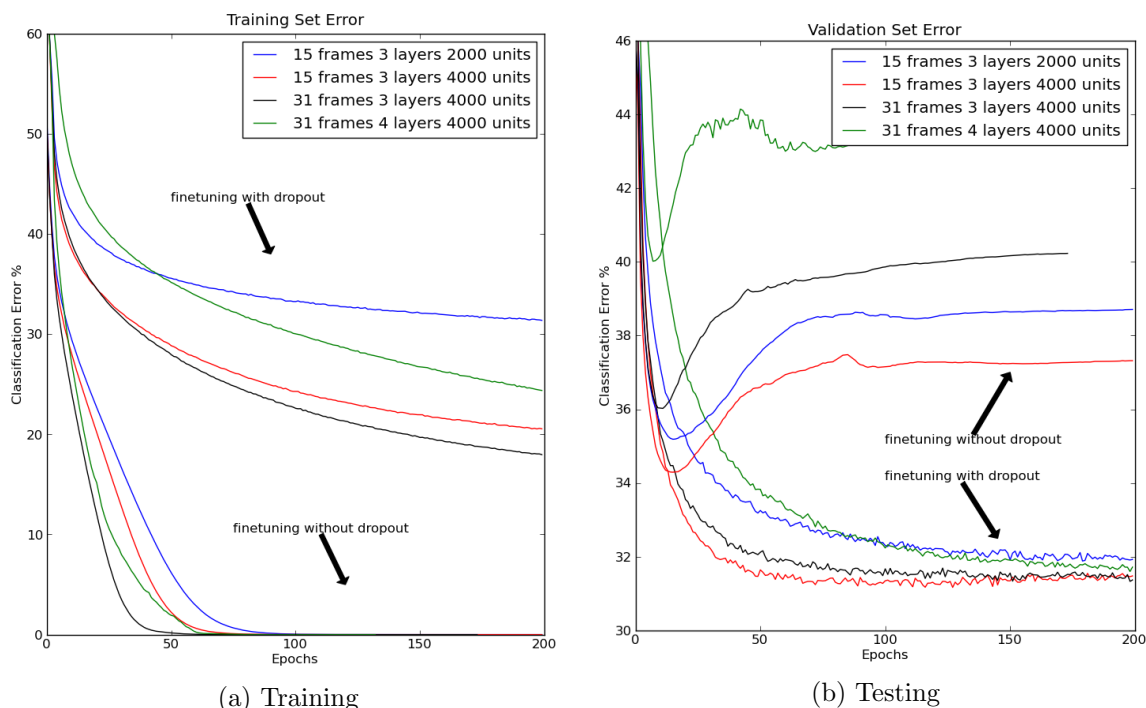 Training Set Error
60
50
40
30
20
10
0
0
50
100
150
200
Classification Error %
Epochs
15 frames 3 layers 2000 units
15 frames 3 layers 4000 units
31 frames 3 layers 4000 units
31 frames 4 layers 4000 units
finetuning with dropout
finetuning without dropout
(a) Training
Validation Set Error
46
44
42
40
38
36
34
32
30
0
50
100
150
200
Classification Error %
Epochs
15 frames 3 layers 2000 units
15 frames 3 layers 4000 units
31 frames 3 layers 4000 units
31 frames 4 layers 4000 units
finetuning without dropout
finetuning with dropout
(b) Testing